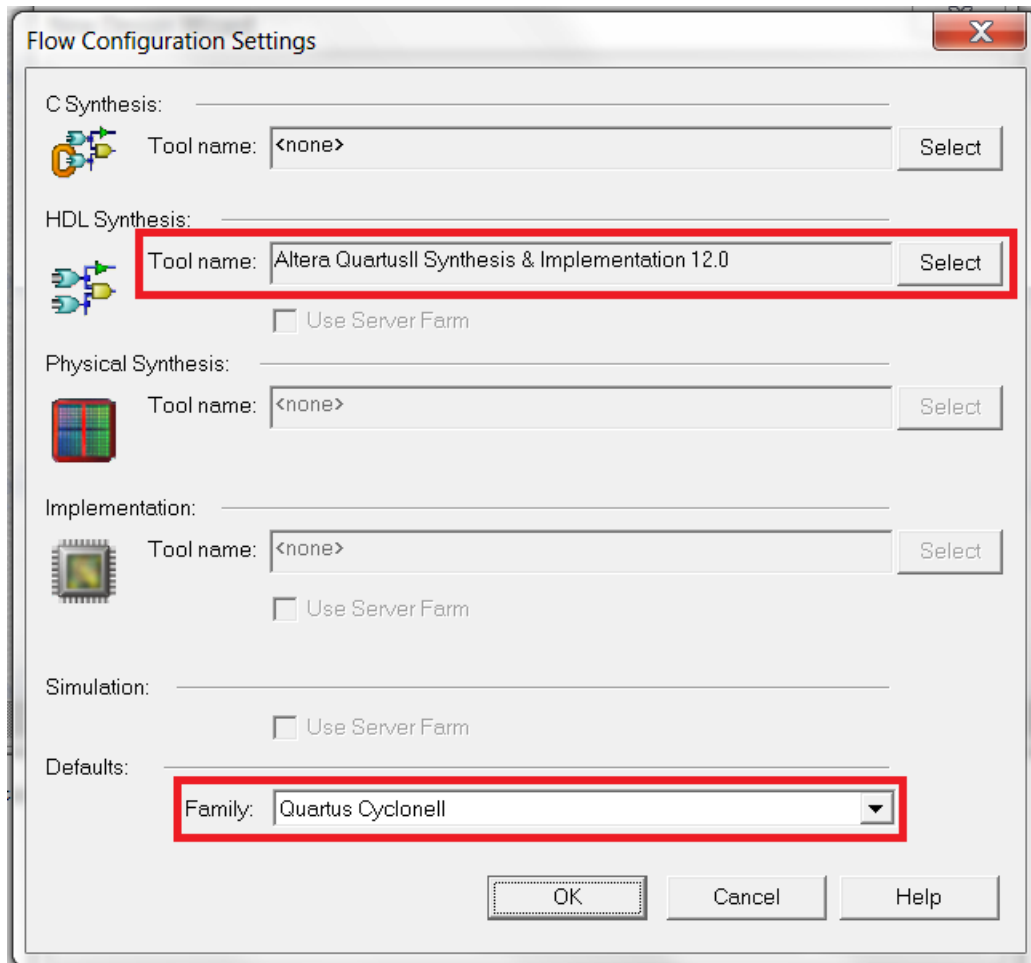 Flow Configuration Settings
C Synthesis:
Tool name: <none> Select
HDL Synthesis:
Tool name: Altera QuartusII Synthesis & Implementation 12.0 Select
Use Server Farm
Physical Synthesis:
Tool name: <none> Select
Implementation:
Tool name: <none> Select
Use Server Farm
Simulation:
Use Server Farm
Defaults:
Family: Quartus CycloneII
OK Cancel Help